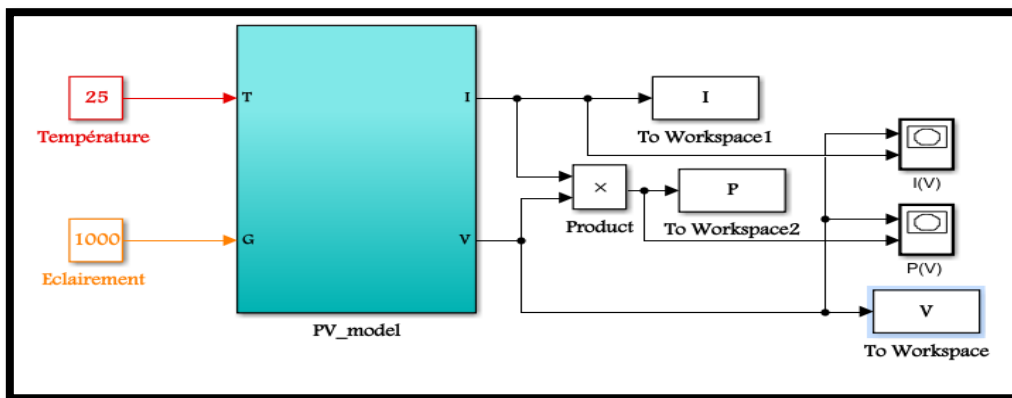 25
Température
1000
Eclairement
T
G
I
V
PV_model
I
To Workspace1
×
Product
P
To Workspace2
I(V)
P(V)
V
To Workspace